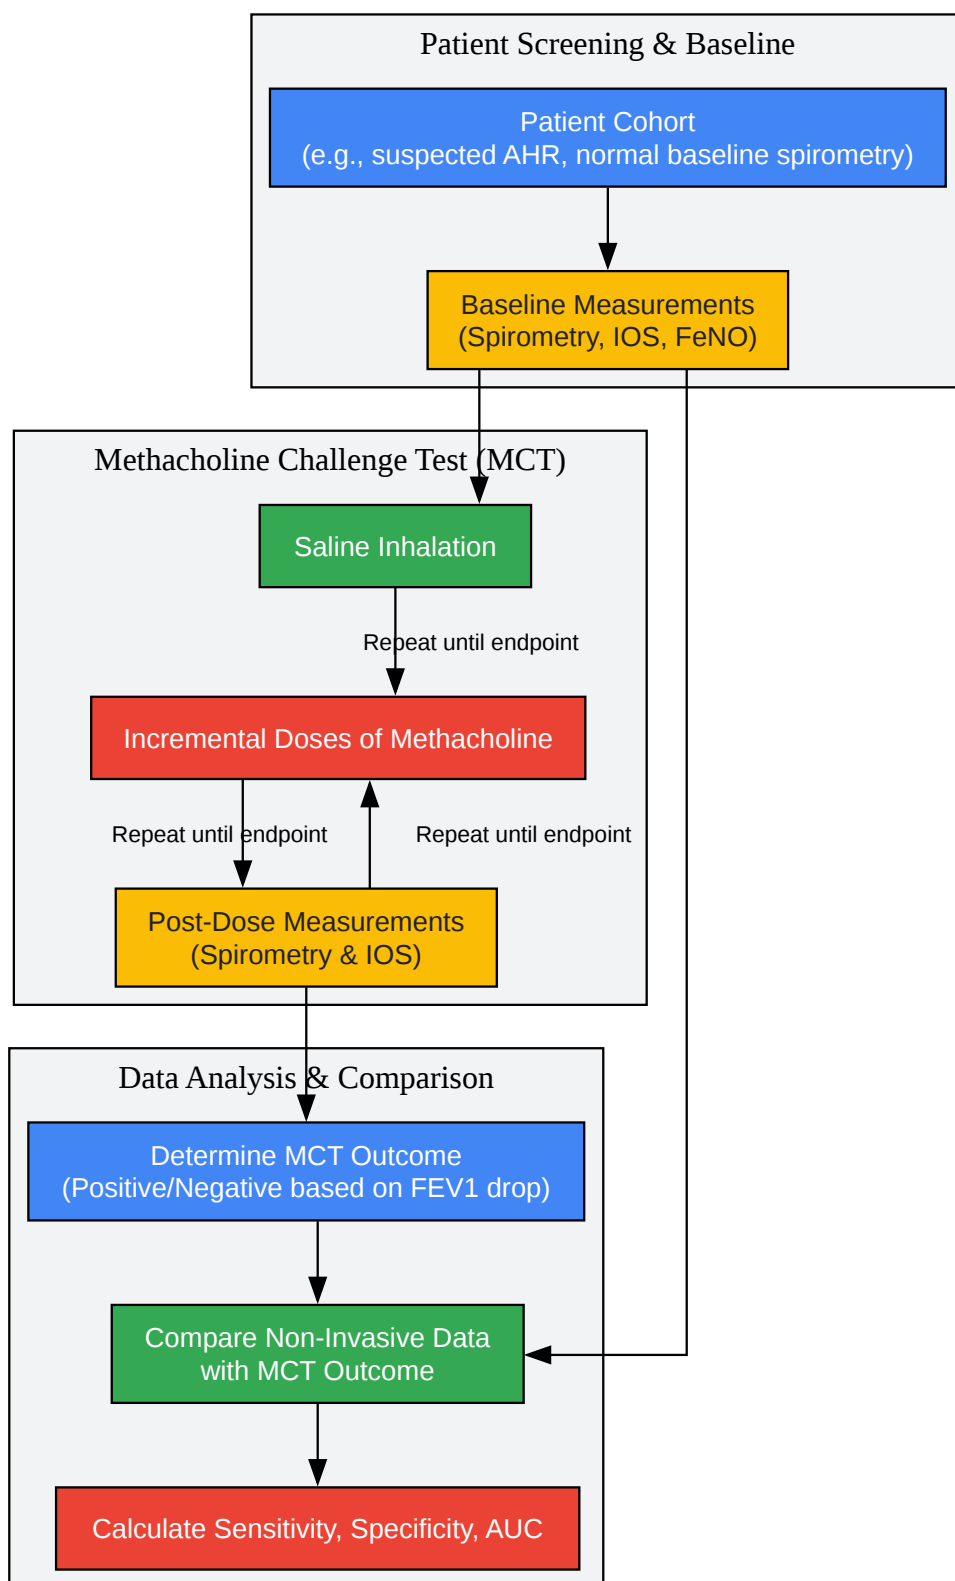 Patient Screening & Baseline
Patient Cohort
(e.g., suspected AHR, normal baseline spirometry)
Baseline Measurements
(Spirometry, IOS, FeNO)
Methacholine Challenge Test (MCT)
Saline Inhalation
Repeat until endpoint
Incremental Doses of Methacholine
Repeat until endpoint
Repeat until endpoint
Post-Dose Measurements
(Spirometry & IOS)
Data Analysis & Comparison
Determine MCT Outcome
(Positive/Negative based on FEV1 drop)
Compare Non-Invasive Data
with MCT Outcome
Calculate Sensitivity, Specificity, AUC